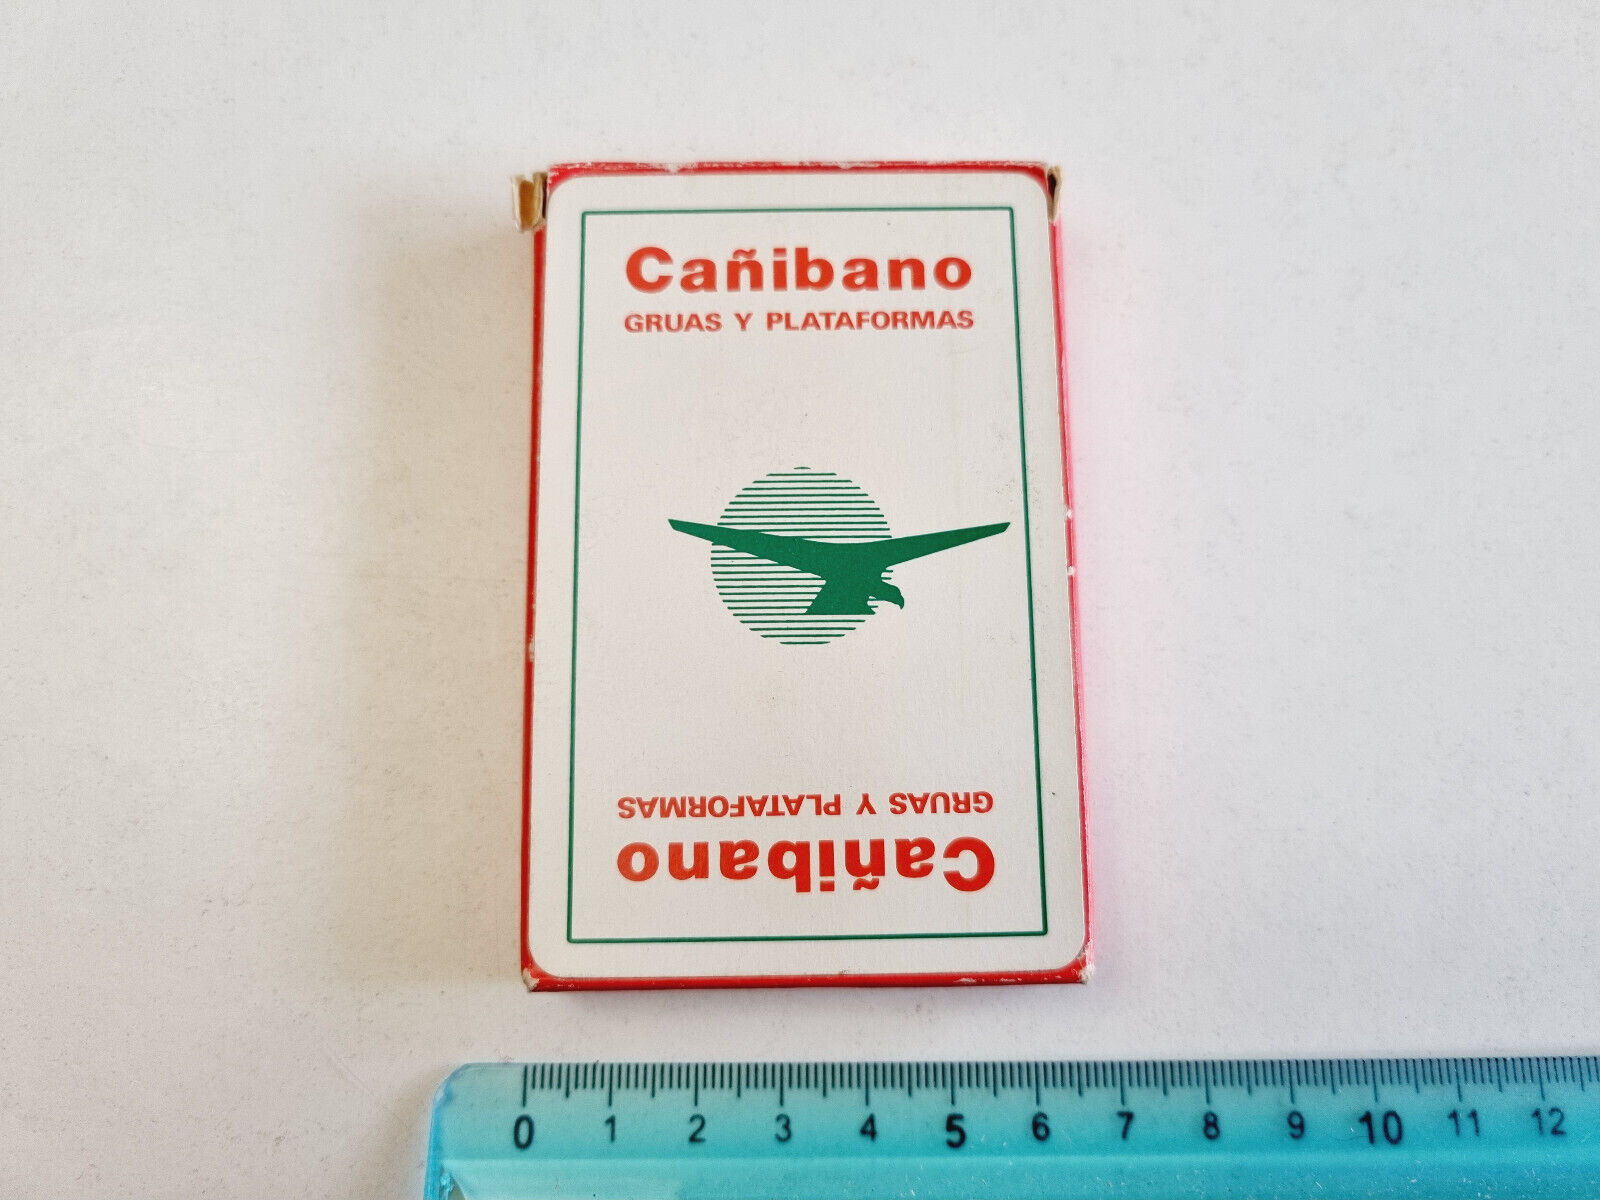 Cañibano
GRUAS Y PLATAFORMAS
GRUAS Y PLATAFORMAS
Cañibano
0 1 2 3 4 5 6 7 8 9 10 11 12